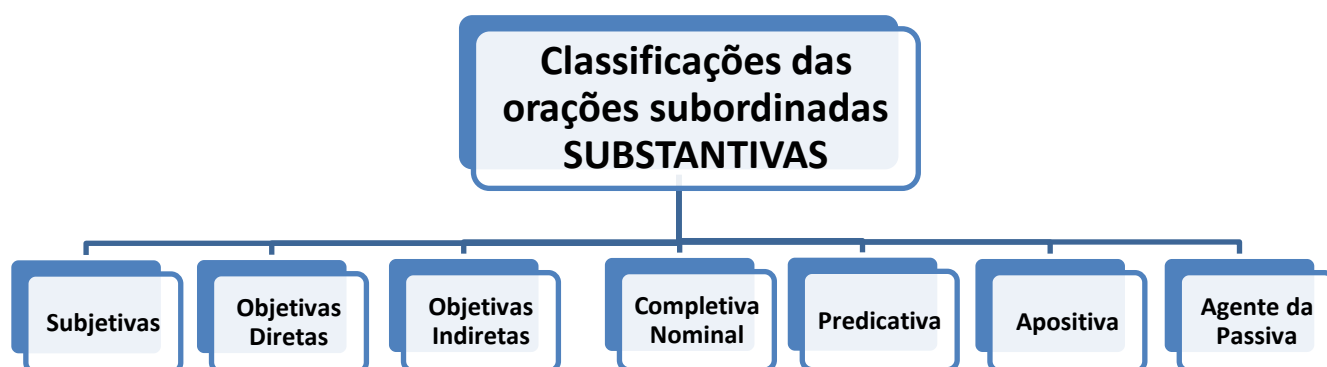 Classificações das
orações subordinadas
SUBSTANTIVAS
Subjetivas
Objetivas
Diretas
Objetivas
Indiretas
Completiva
Nominal
Predicativa
Apositiva
Agente da
Passiva